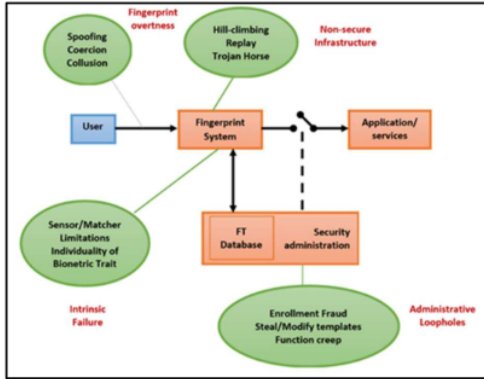 Fingerprint
overtness
Spoofing
Coercion
Collusion
Hill-climbing
Replay
Trojan Horse
Non-secure
Infrastructure
User
Fingerprint
System
Application/
services
Sensor/Matcher
Limitations
Individuality of
Bionetric Trait
FT
Database
Security
administration
Intrinsic
Failure
Enrollment Fraud
Steal/Modify templates
Function creep
Administrative
Loopholes